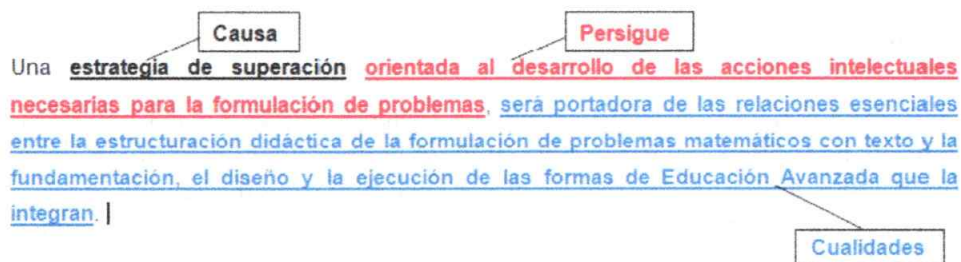 Causa Persigue
Una estrategia de superación orientada al desarrollo de las acciones intelectuales
necesarias para la formulación de problemas, será portadora de las relaciones esenciales
entre la estructuración didáctica de la formulación de problemas matemáticos con texto y la
fundamentación, el diseño y la ejecución de las formas de Educación Avanzada que la
integran.
Cualidades